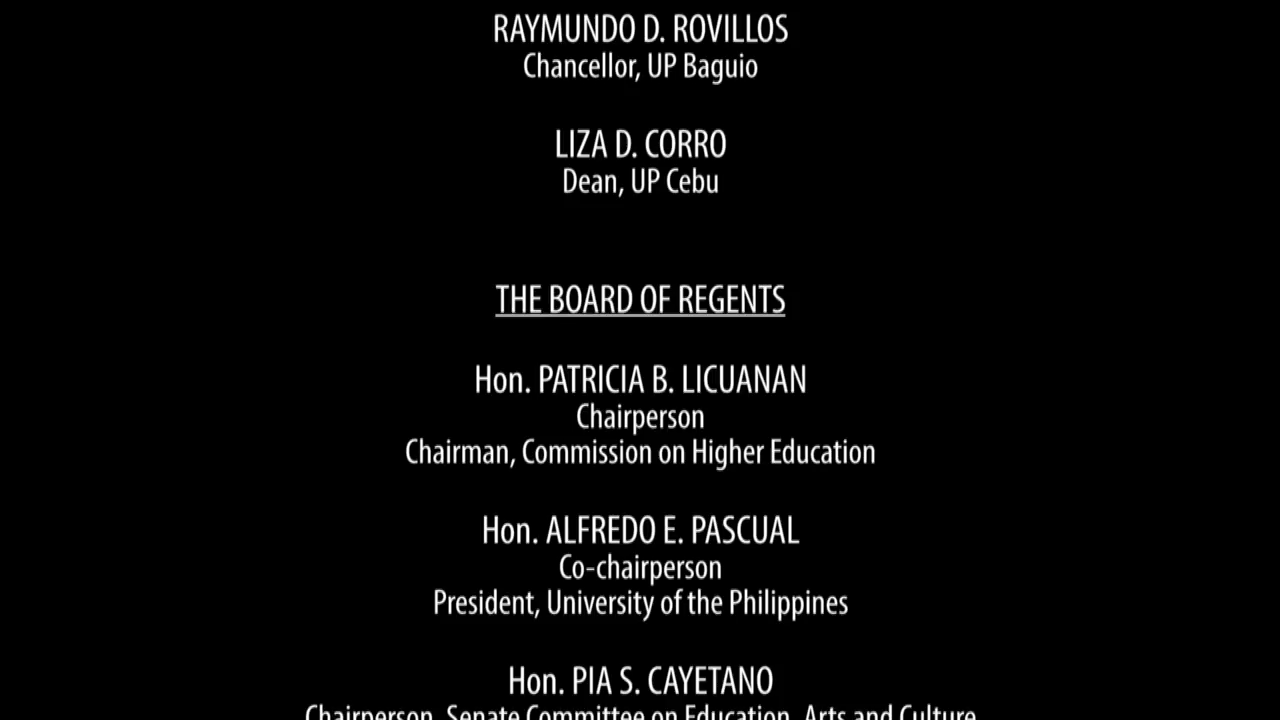 RAYMUNDO D. ROVILLOS
Chancellor, UP Baguio
LIZA D. CORRO
Dean, UP Cebu
THE BOARD OF REGENTS
Hon. PATRICIA B. LICUANAN
Chairperson
Chairman, Commission on Higher Education
Hon. ALFREDO E. PASCUAL
Co-chairperson
President, University of the Philippines
Hon. PIA S. CAYETANO
Chairperson, Senate Committee on Education, Arts and Culture